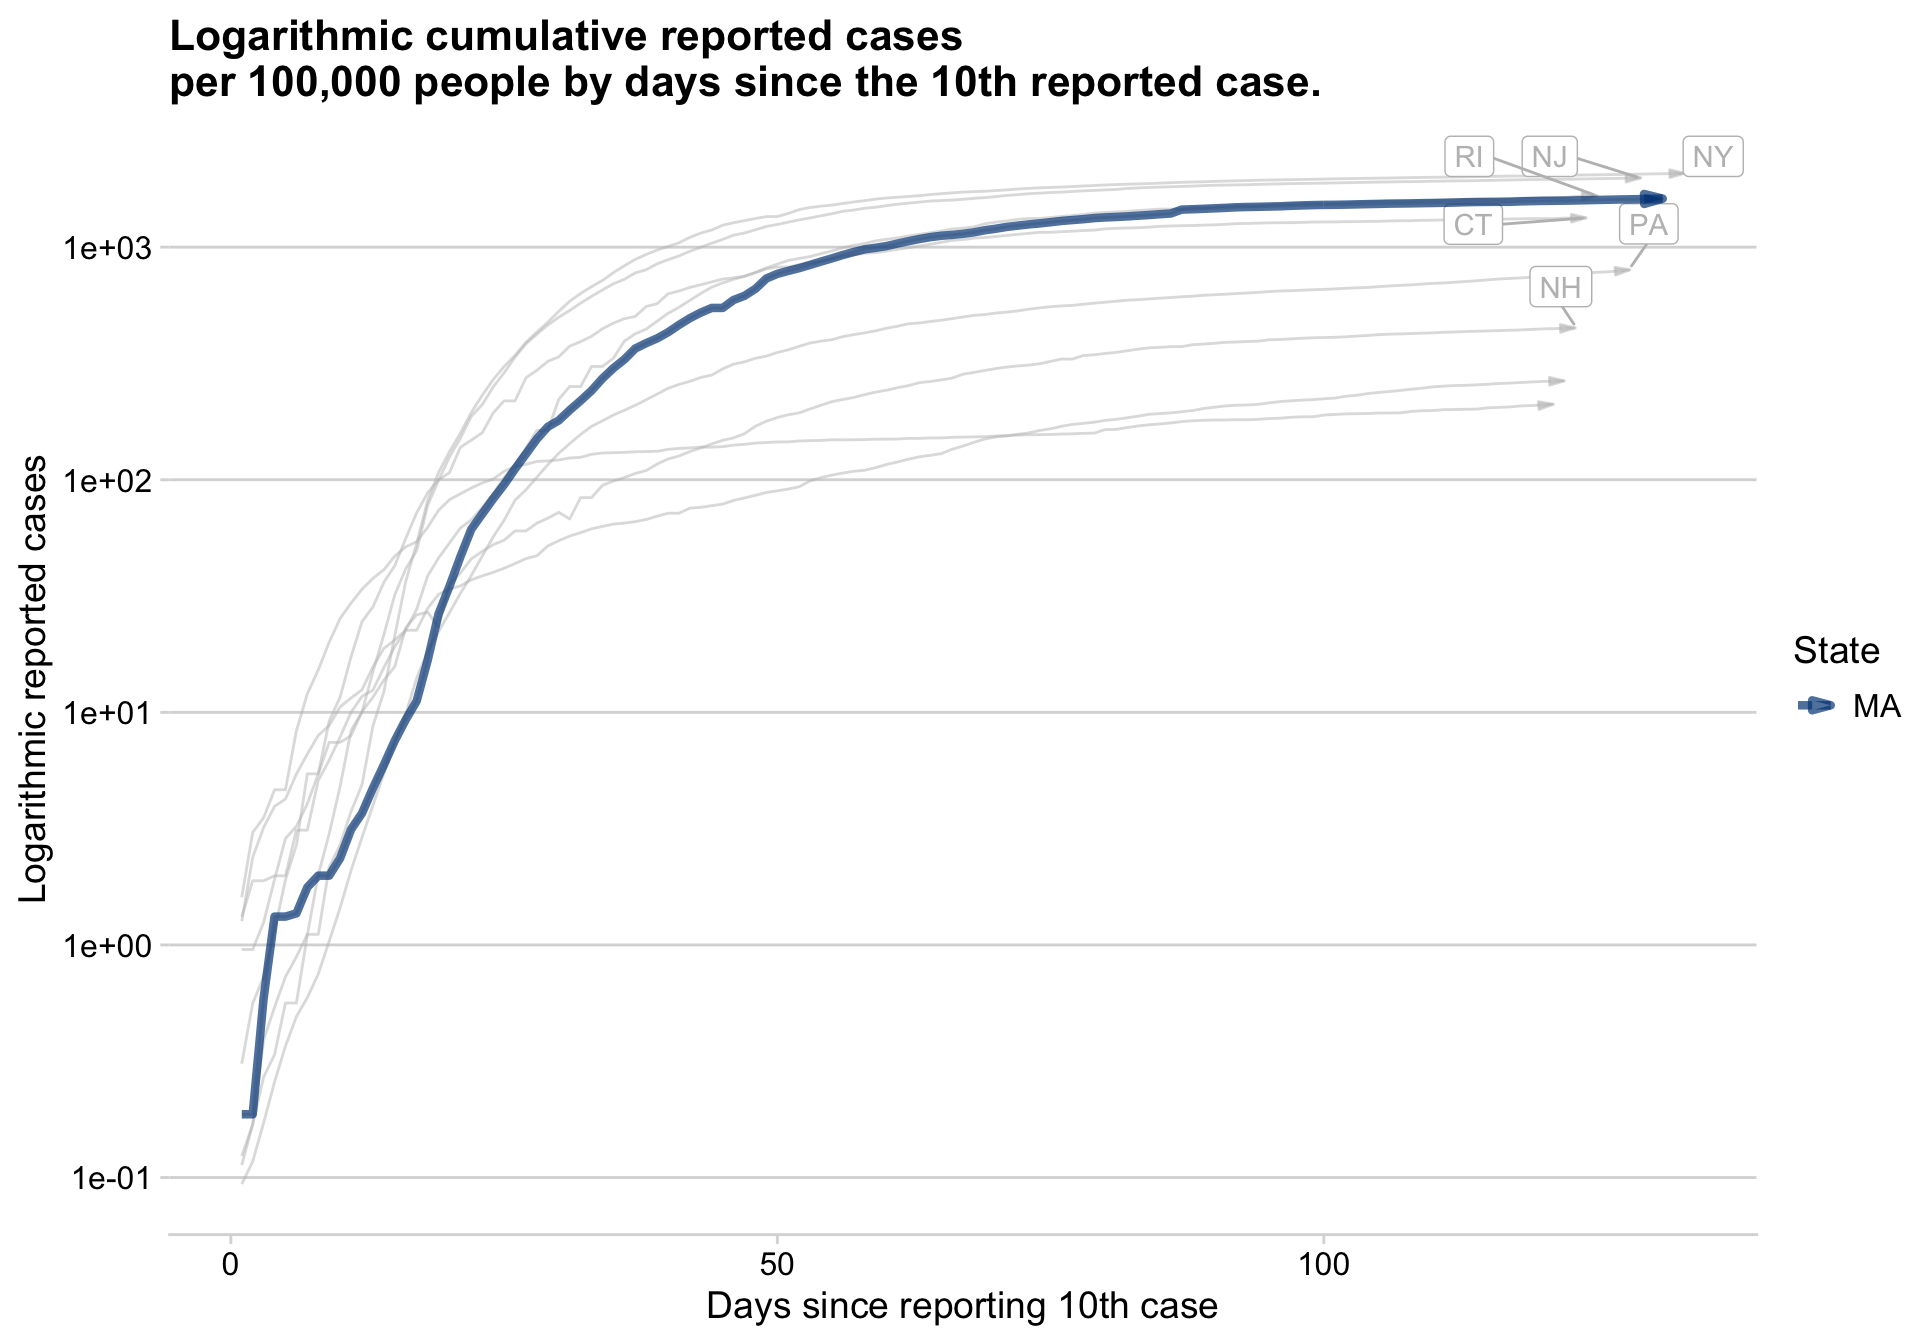 Logarithmic cumulative reported cases
per 100,000 people by days since the 10th reported case.
RI
NJ
NY
CT
PA
NH
1e+03
1e+02
1e+01
1e+00
1e-01
Logarithmic reported cases
0
50
100
Days since reporting 10th case
State
MA